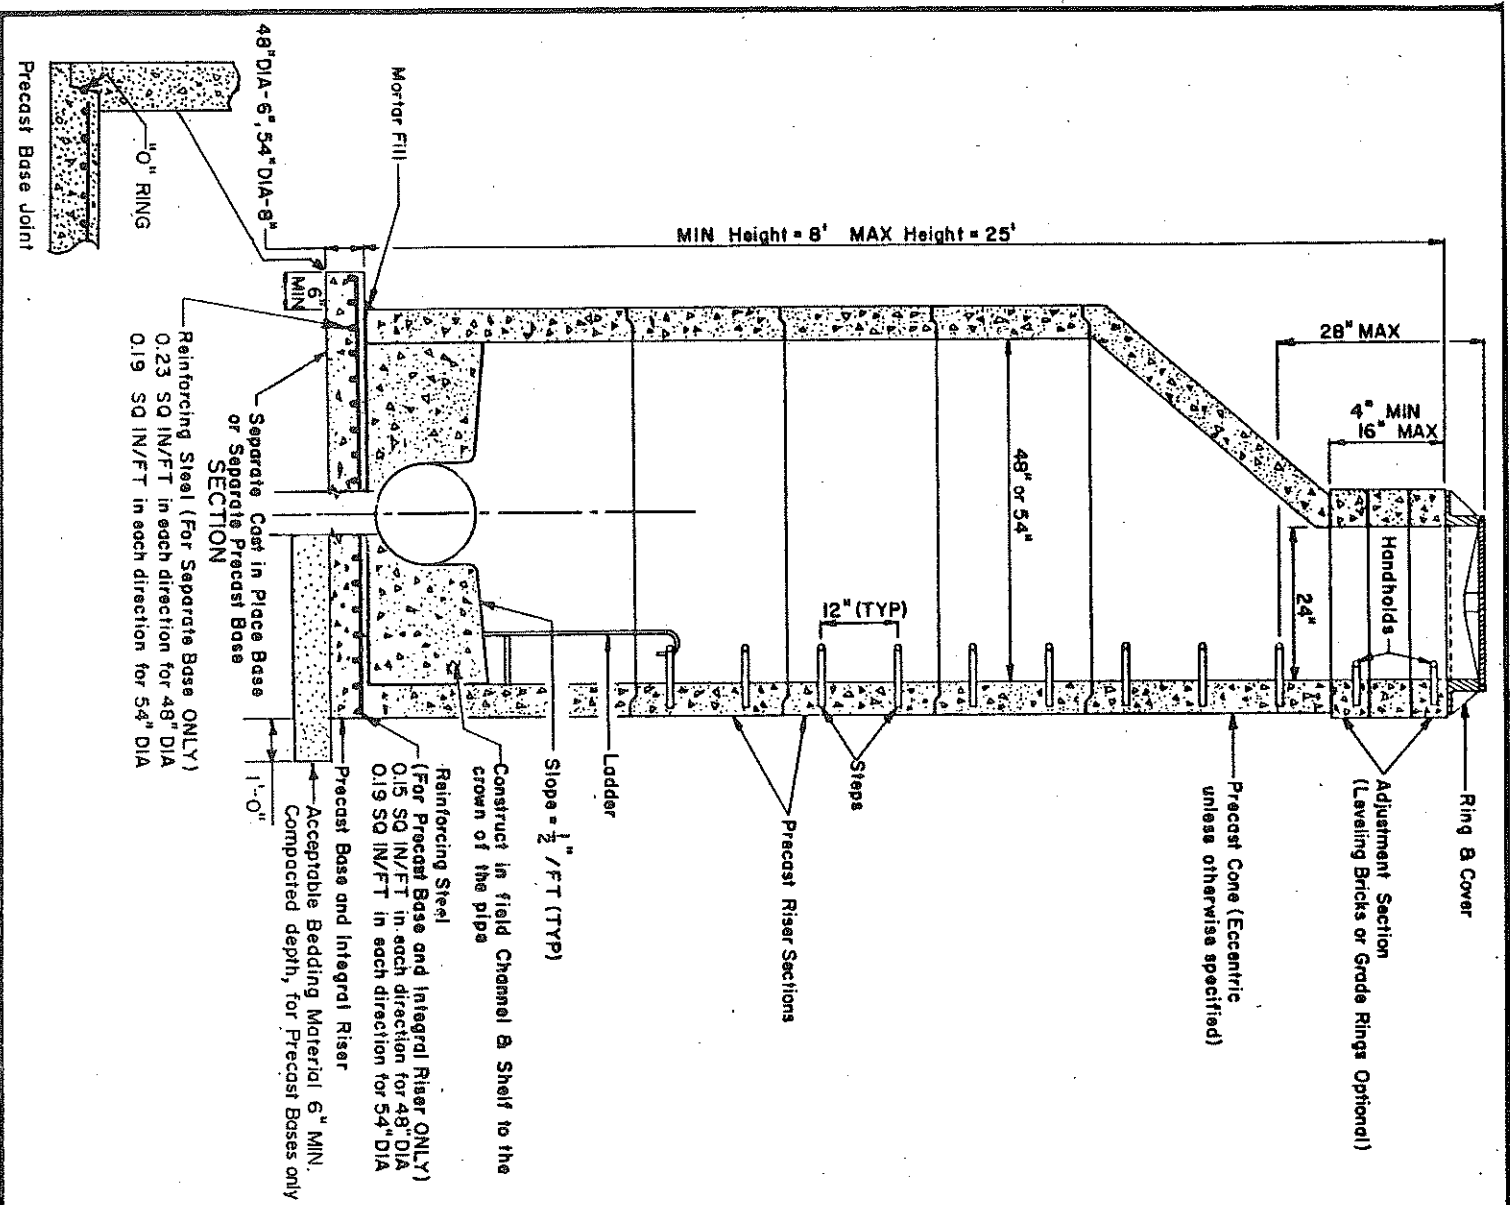 Ring & Cover
Adjustment Section
(Leveling Bricks or Grade Rings Optional)
Precast Cone (Eccentric
unless otherwise specified)
28" MAX
4" MIN
16" MAX
Handholds
24"
MIN Height = 8' MAX Height = 25'
48" or 54"
12" (TYP)
Steps
Precast Riser Sections
Ladder
Slope = 1/2" /FT (TYP)
Construct in field Channel & Shelf to the
crown of the pipe
Reinforcing Steel
(For Precast Base and Integral Riser ONLY)
0.15 SQ IN/FT in each direction for 48" DIA
0.19 SQ IN/FT in each direction for 54" DIA
Precast Base and Integral Riser
Acceptable Bedding Material 6" MIN.
Compacted depth, for Precast Bases only
1'-0"
Mortar Fill
48" DIA-6", 54" DIA-8"
6"
MIN
"O" RING
Precast Base Joint
Separate Cast in Place Base
or Separate Precast Base
SECTION
Reinforcing Steel (For Separate Base ONLY)
0.23 SQ IN/FT in each direction for 48" DIA
0.19 SQ IN/FT in each direction for 54" DIA